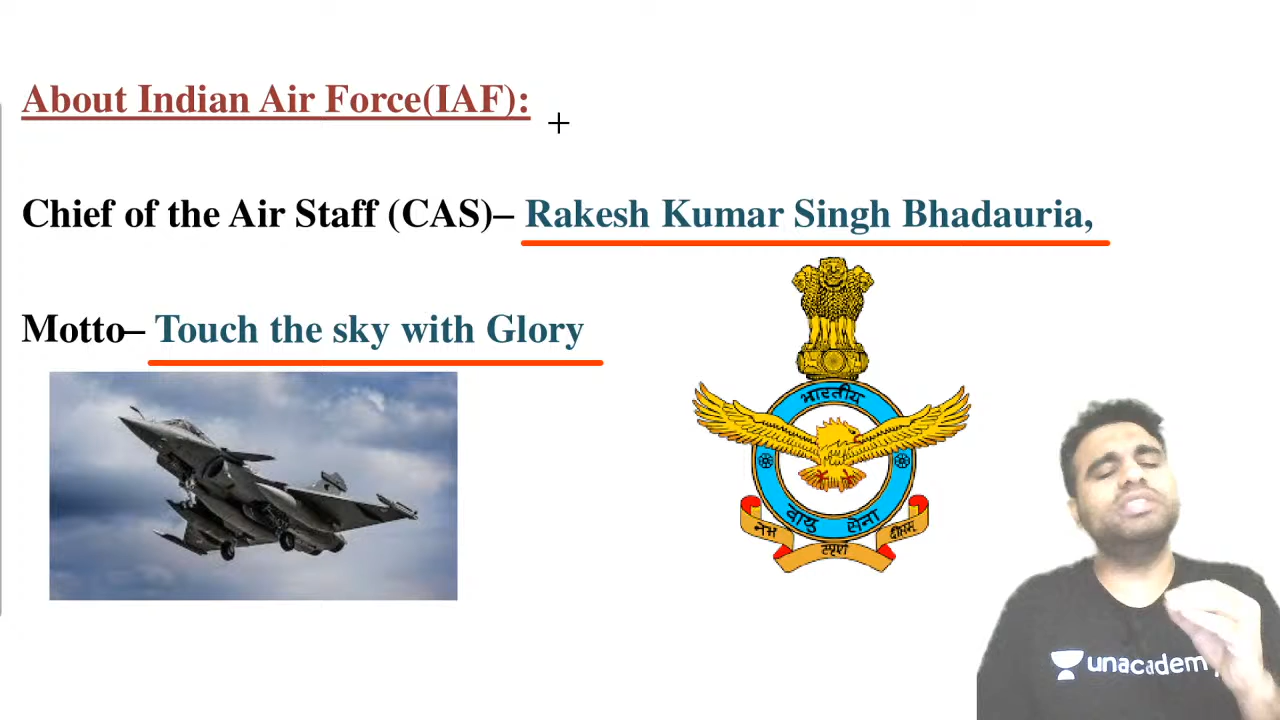 About Indian Air Force(IAF):
Chief of the Air Staff (CAS)– Rakesh Kumar Singh Bhadauria,
Motto– Touch the sky with Glory
भारतीय
वायु सेना
नभः स्पृशं दीप्तम्
unacadem